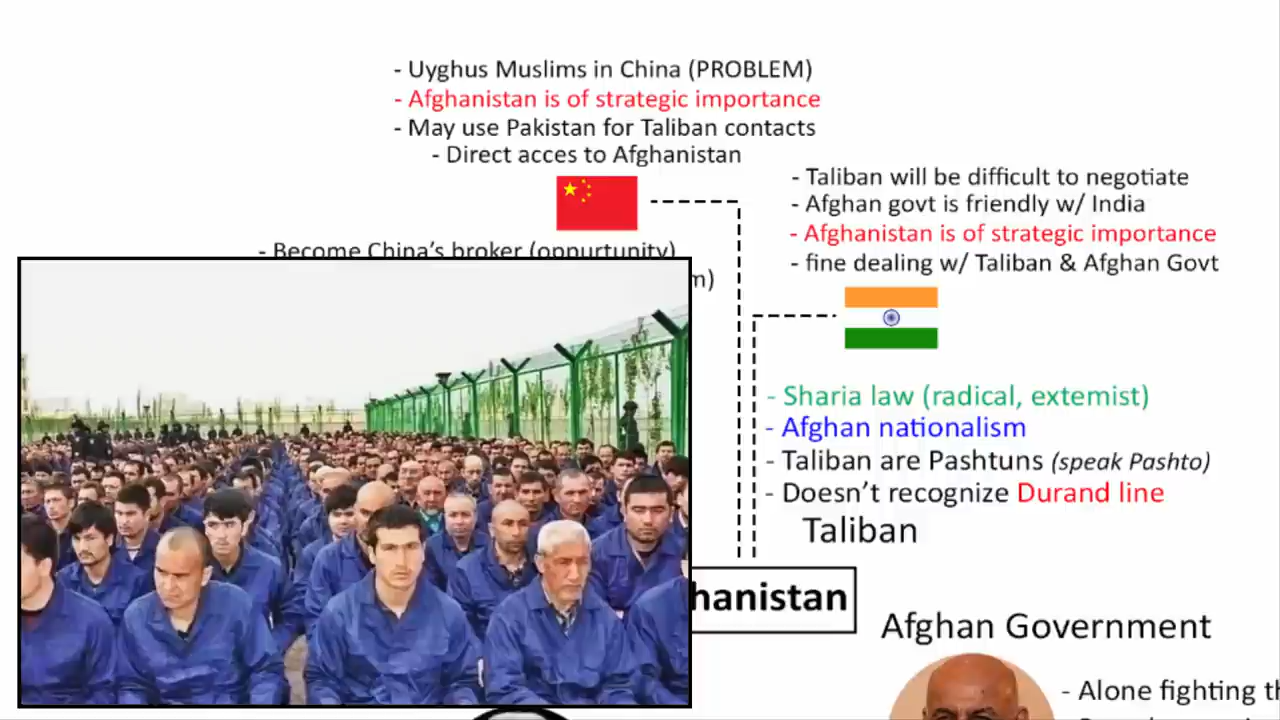 - Uyghus Muslims in China (PROBLEM)
- Afghanistan is of strategic importance
- May use Pakistan for Taliban contacts
- Direct acces to Afghanistan
- Taliban will be difficult to negotiate
- Afghan govt is friendly w/ India
- Afghanistan is of strategic importance
- fine dealing w/ Taliban & Afghan Govt
- Become China's broker (oppurtunity)
m)
- Sharia law (radical, extemist)
- Afghan nationalism
- Taliban are Pashtuns (speak Pashto)
- Doesn't recognize Durand line
Taliban
hanistan
Afghan Government
- Alone fighting th